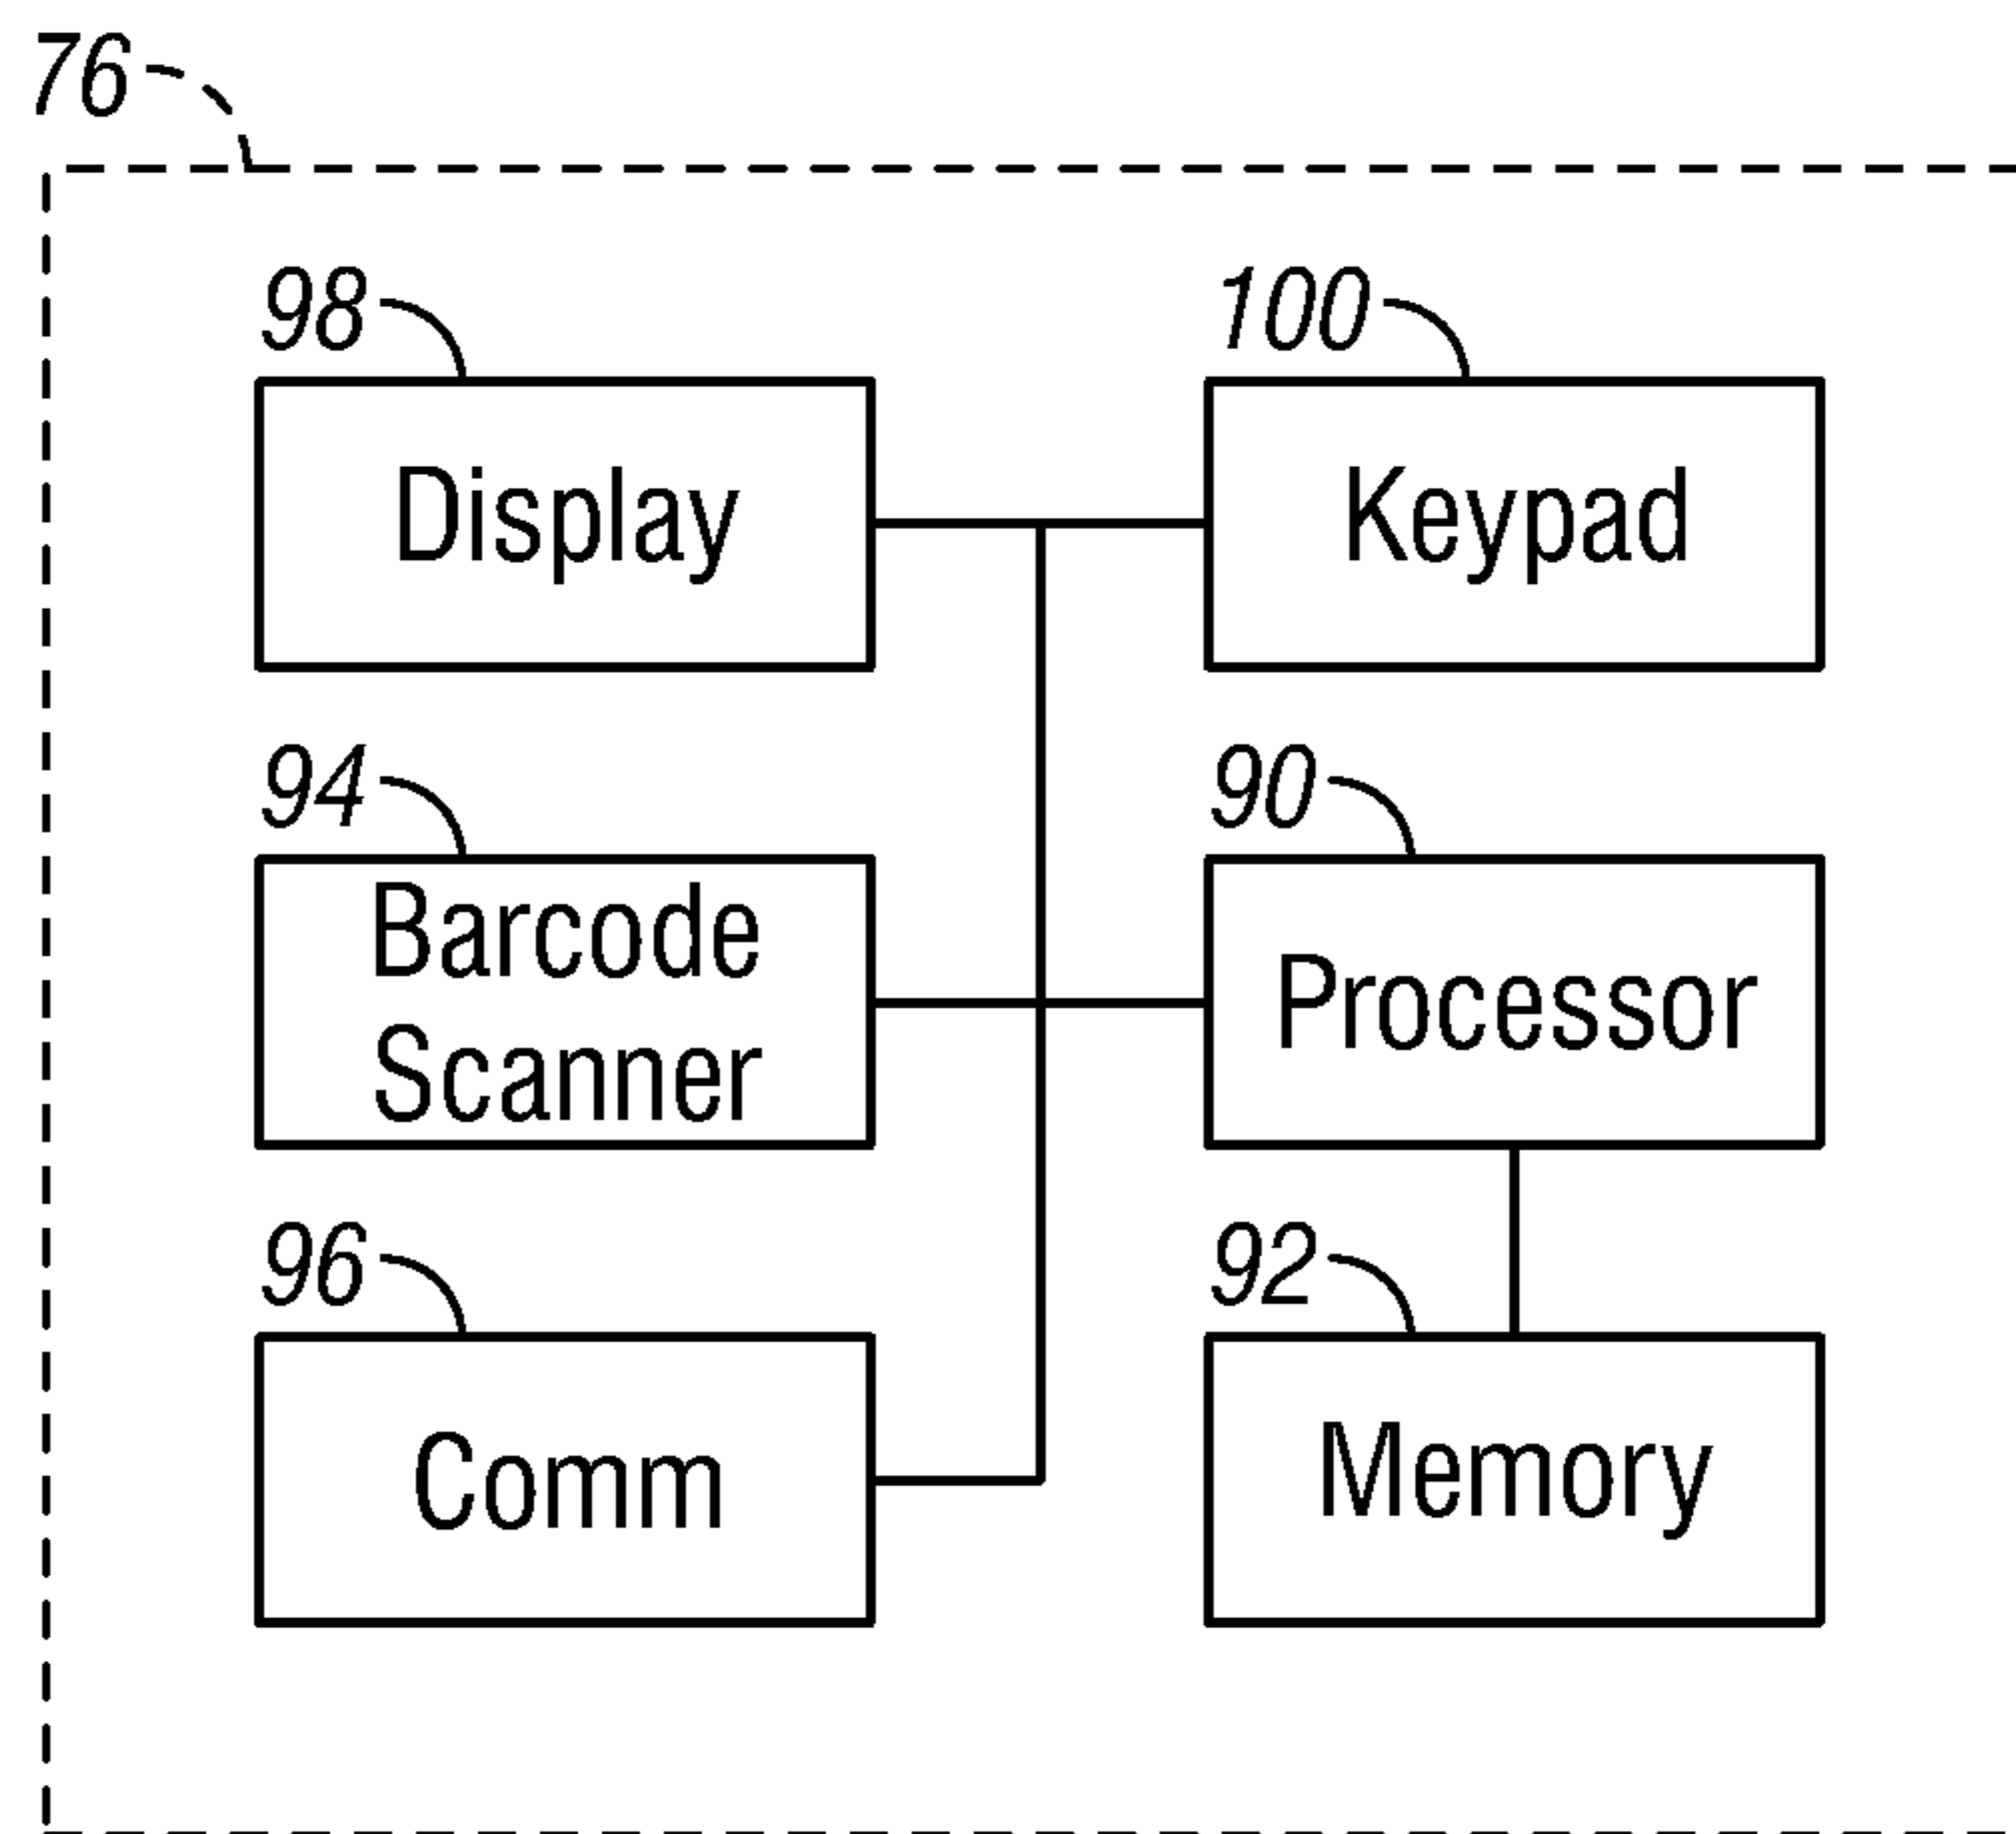 76
98
100
Display
Keypad
94
90
Barcode
Scanner
Processor
96
92
Comm
Memory